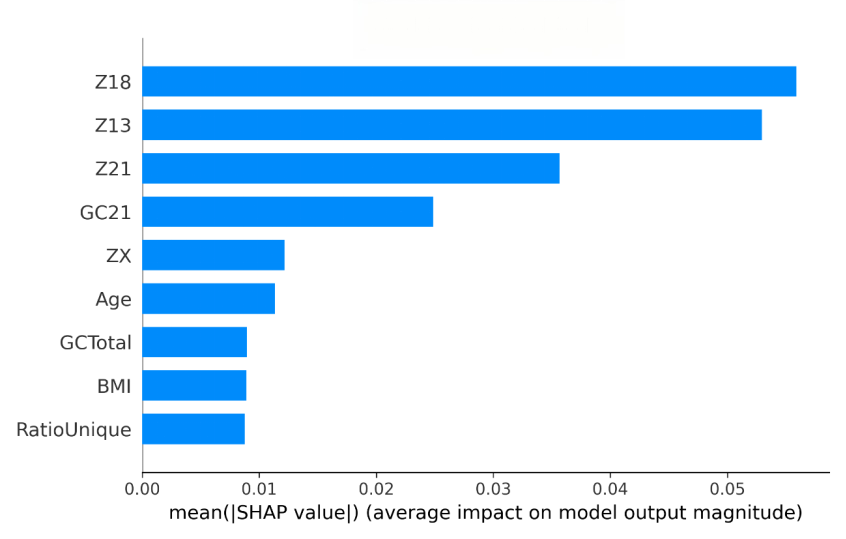 Z18
Z13
Z21
GC21
ZX
Age
GCTotal
BMI
RatioUnique
0.00 0.01 0.02 0.03 0.04 0.05
mean(|SHAP value|) (average impact on model output magnitude)